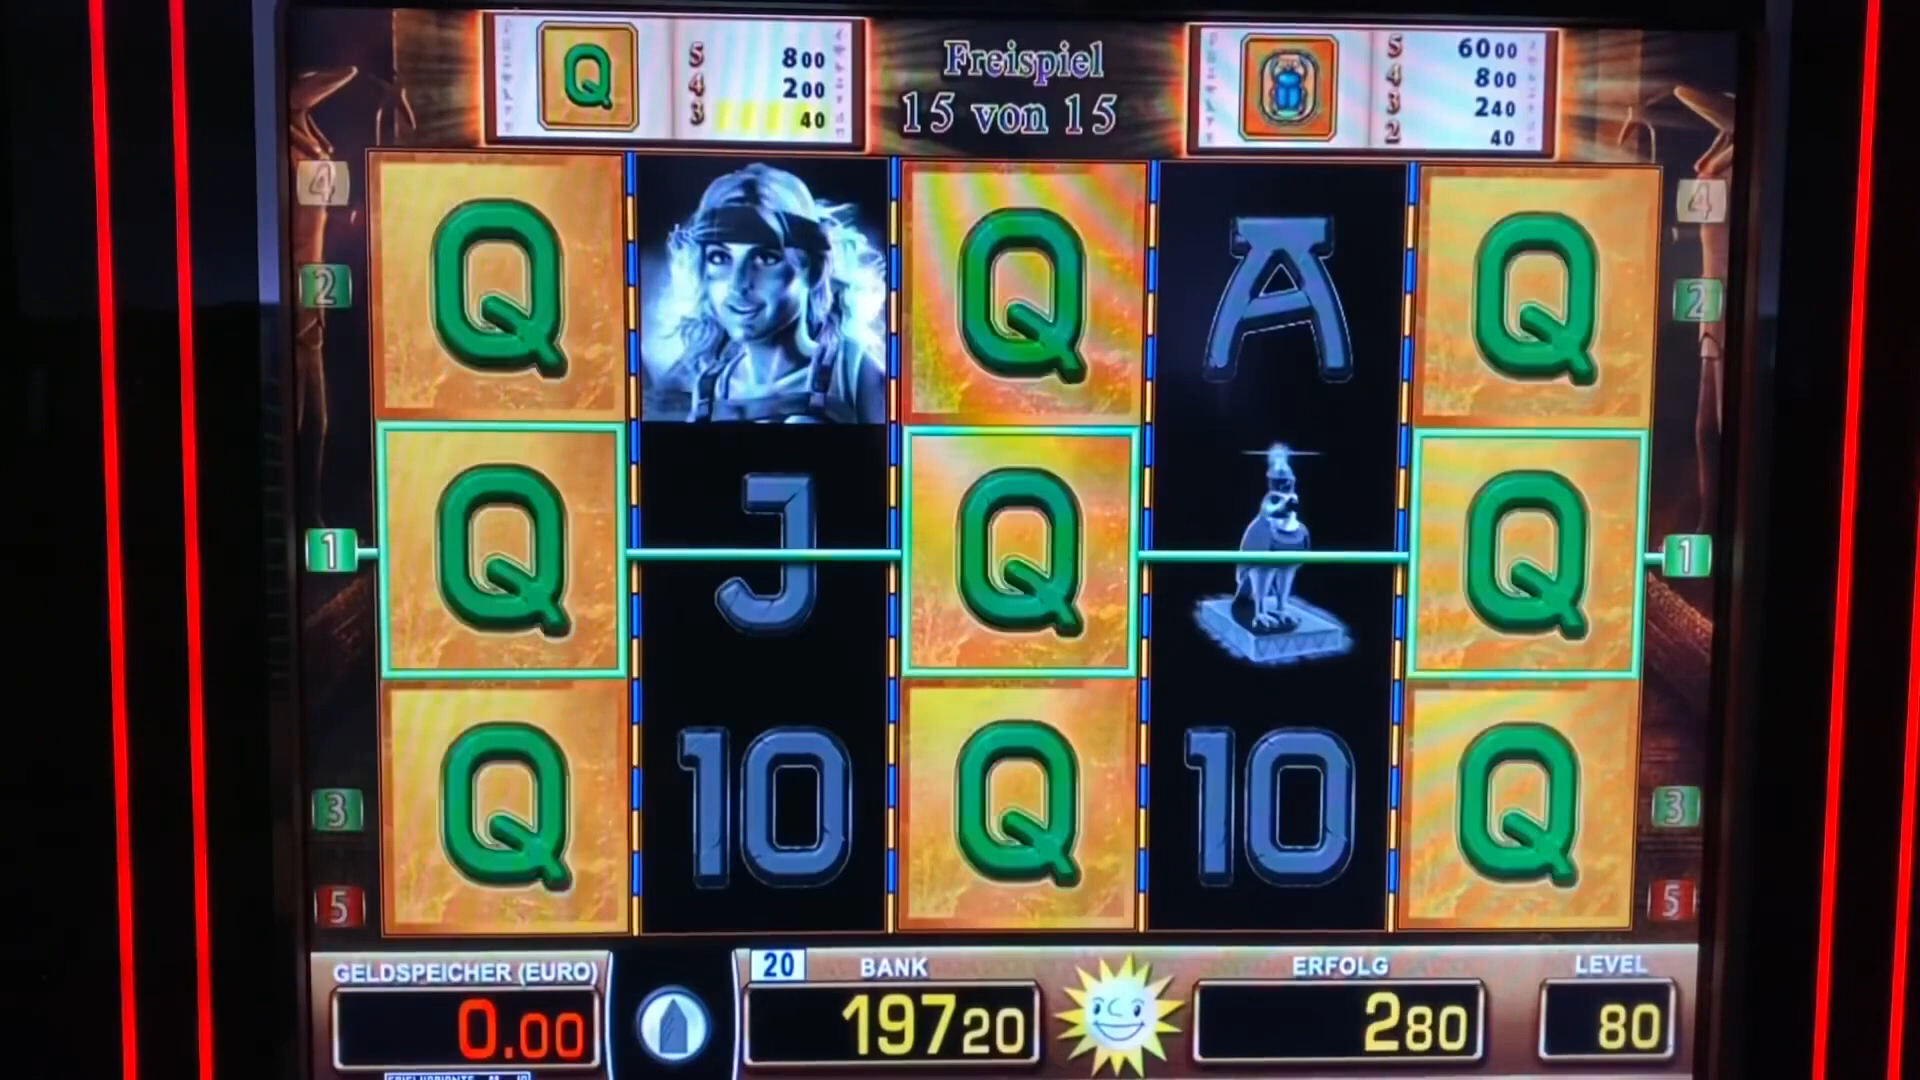 Q
5 800
4 200
3 40
Freispiel
15 von 15
5 6000
4 800
3 240
2 40
4 4
Q Q A Q
2 2
1 Q J Q Q 1
Q 10 Q 10 Q
3 3
5 5
GELDSPEICHER (EURO)
0.00
20 BANK
19720
ERFOLG
280
LEVEL
80